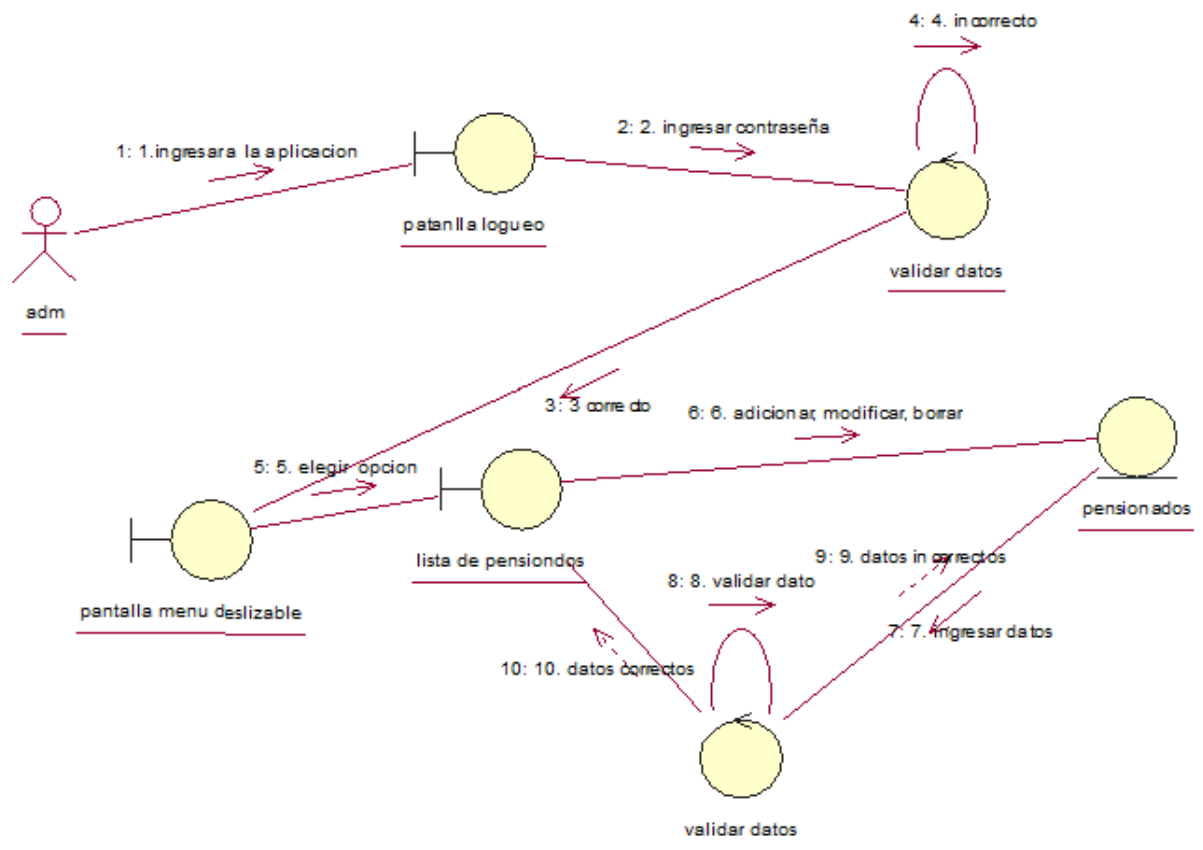 4: 4. incorrecto
2: 2. ingresar contraseña
1: 1.ingresar a la aplicacion
patanlla logueo
validar datos
adm
3: 3 correcto
6: 6. adicionar, modificar, borrar
5: 5. elegir opcion
pensionados
lista de pensiondos
9: 9. datos incorrectos
8: 8. validar dato
pantalla menu deslizable
7: 7. ingresar datos
10: 10. datos correctos
validar datos